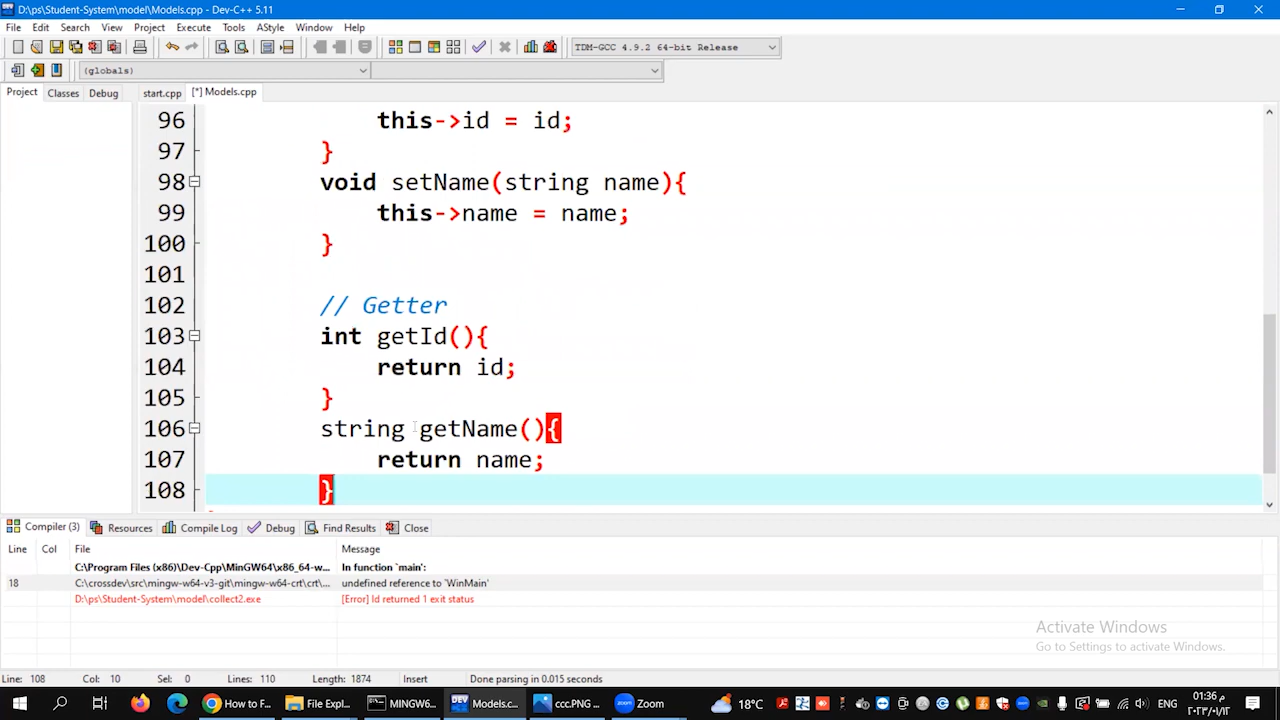 D:\ps\Student-System\model\Models.cpp - Dev-C++ 5.11
File Edit Search View Project Execute Tools AStyle Window Help
TDM-GCC 4.9.2 64-bit Release
(globals)
Project Classes Debug start.cpp [*] Models.cpp
96 this->id = id;
97 }
98 void setName(string name){
99 this->name = name;
100 }
101
102 // Getter
103 int getId(){
104 return id;
105 }
106 string getName(){
107 return name;
108 }
Compiler (3) Resources Compile Log Debug Find Results Close
Line Col File Message
C:\Program Files (x86)\Dev-Cpp\MinGW64\x86_64-w... In function `main':
18 C:\crossdev\src\mingw-w64-v3-git\mingw-w64-crt\crt\... undefined reference to `WinMain'
D:\ps\Student-System\model\collect2.exe [Error] ld returned 1 exit status
Activate Windows
Go to Settings to activate Windows.
Line: 108 Col: 10 Sel: 0 Lines: 110 Length: 1874 Insert Done parsing in 0.015 seconds
How to F... File Expl... MINGW6... DEV Models.c... ccc.PNG ... Zoom 18°C
01:36 م